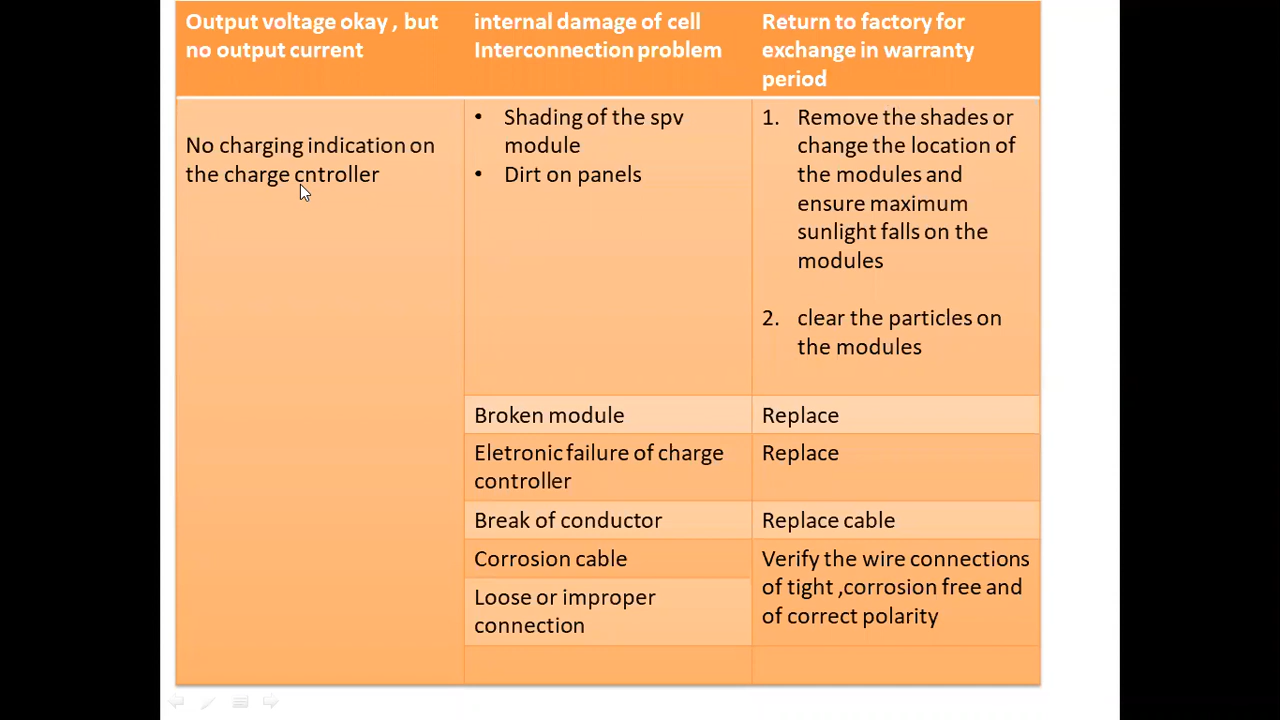 Output voltage okay , but
no output current
internal damage of cell
Interconnection problem
Return to factory for
exchange in warranty
period
No charging indication on
the charge cntroller
• Shading of the spv
module
• Dirt on panels
1. Remove the shades or
change the location of
the modules and
ensure maximum
sunlight falls on the
modules
2. clear the particles on
the modules
Broken module
Replace
Eletronic failure of charge
controller
Replace
Break of conductor
Replace cable
Corrosion cable
Loose or improper
connection
Verify the wire connections
of tight ,corrosion free and
of correct polarity